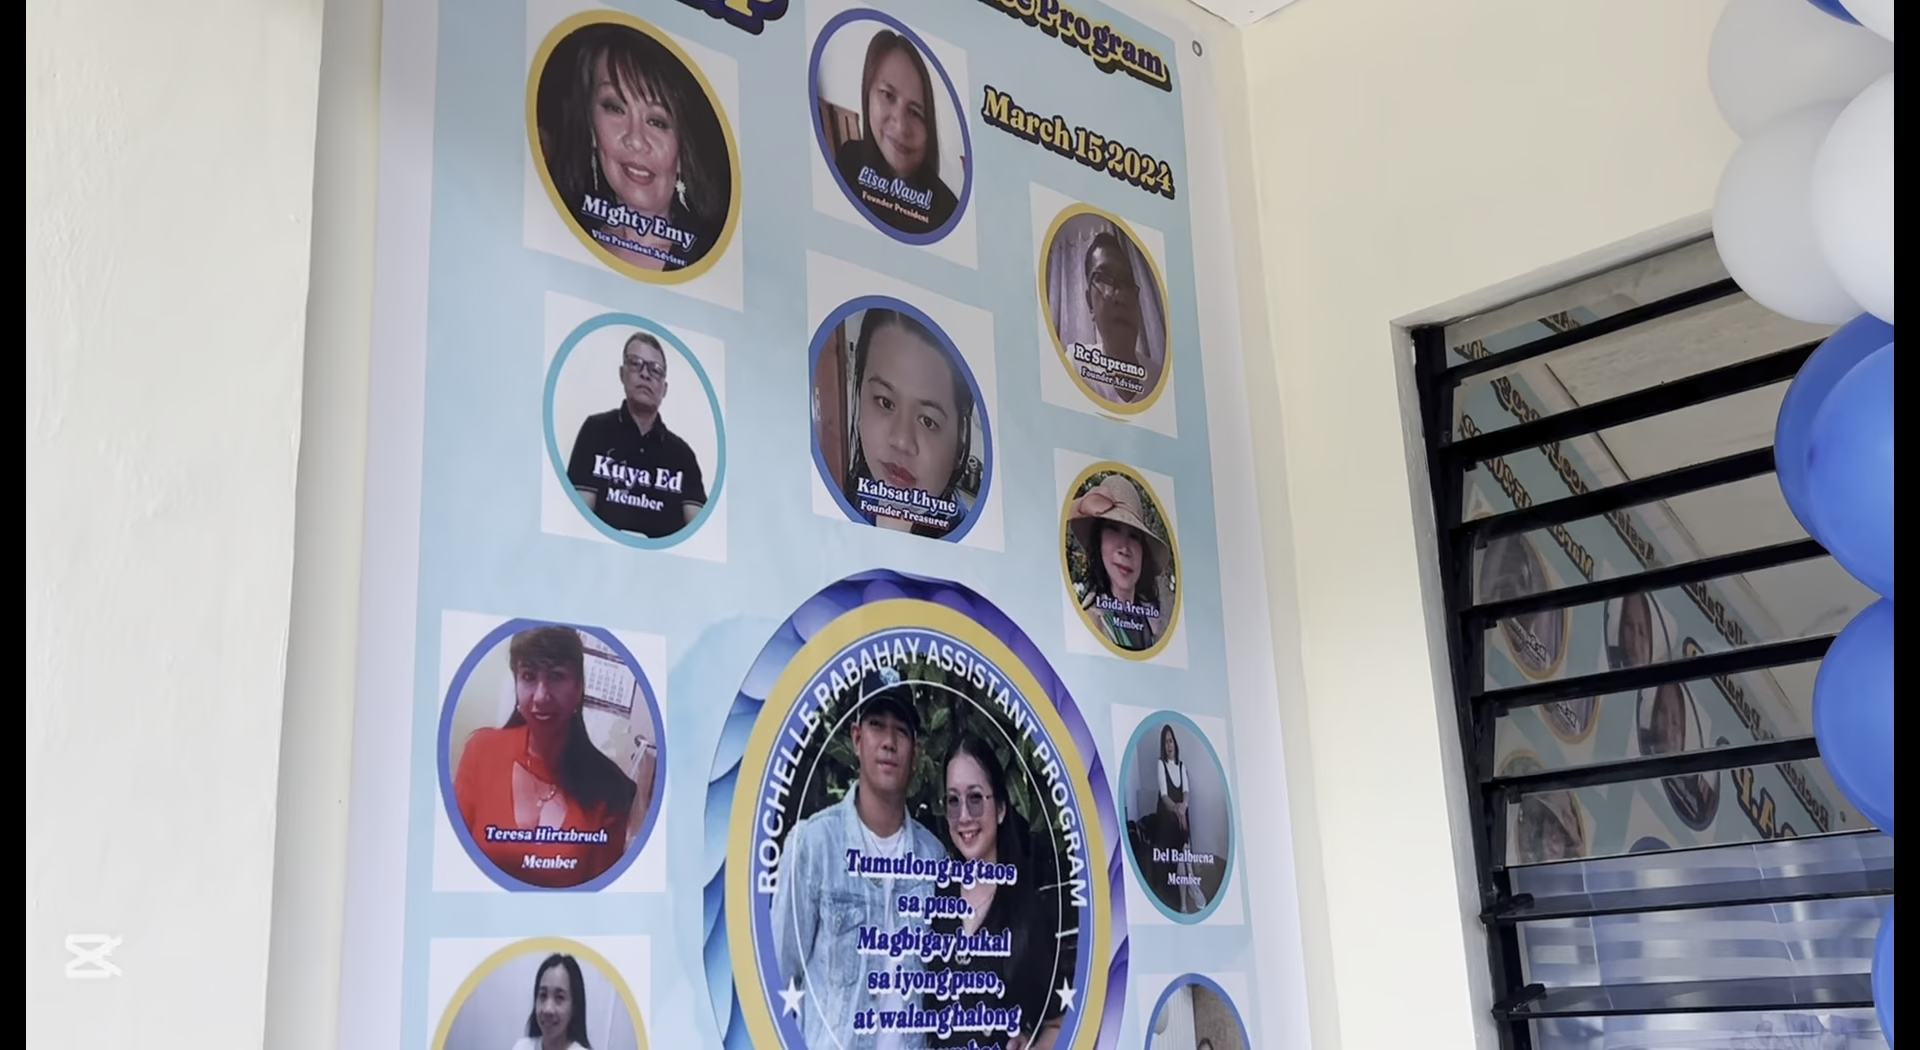 Program
March 15 2024
Mighty Emy
Vice President Adviser
Lisa Naval
Founder President
Rc Supremo
Founder Adviser
Kuya Ed
Member
Kabsat Lhyne
Founder Treasurer
Loida Arevalo
Member
Teresa Hirtzbruch
Member
ROCHELLE PABAHAY ASSISTANT PROGRAM
Tumulong ng taos
sa puso.
Magbigay bukal
sa iyong puso,
at walang halong
Del Balbuena
Member